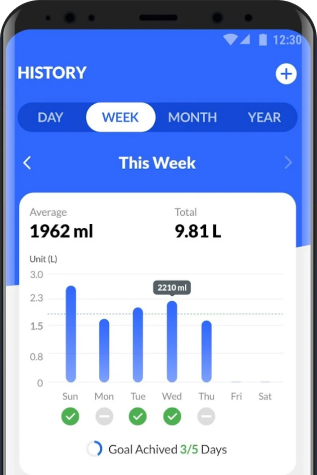 12:30
HISTORY
DAY WEEK MONTH YEAR
This Week
Average Total
1962 ml 9.81 L
Unit (L)
3.0
2210 ml
2.3
1.5
0.8
0
Sun Mon Tue Wed Thu Fri Sat
Goal Achived 3/5 Days